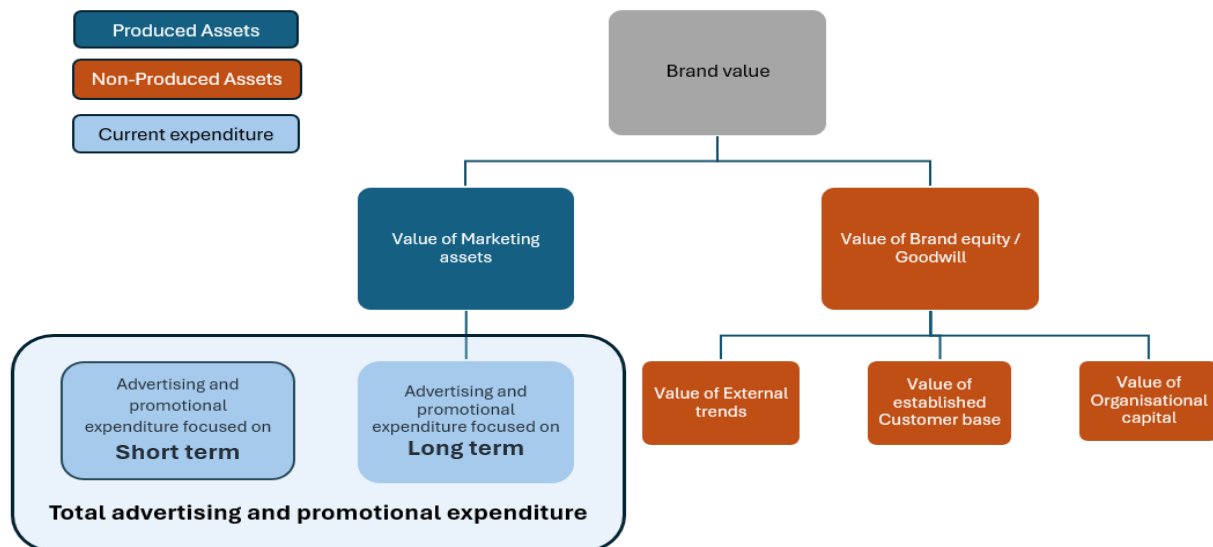 Produced Assets
Non-Produced Assets
Current expenditure
Brand value
Value of Marketing
assets
Value of Brand equity /
Goodwill
Advertising and
promotional
expenditure focused on
Short term
Advertising and
promotional
expenditure focused on
Long term
Total advertising and promotional expenditure
Value of External
trends
Value of
established
Customer base
Value of
Organisational
capital